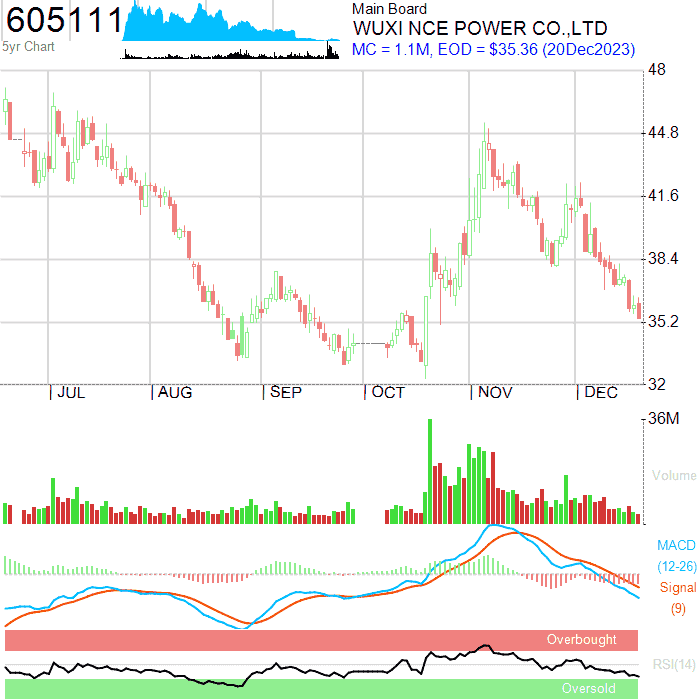 605111
5yr Chart
Main Board
WUXI NCE POWER CO.,LTD
MC = 1.1M, EOD = $35.36 (20Dec2023)
48
44.8
41.6
38.4
35.2
32
JUL AUG SEP OCT NOV DEC
36M
Volume
MACD
(12-26)
Signal
(9)
Overbought
RSI(14)
Oversold